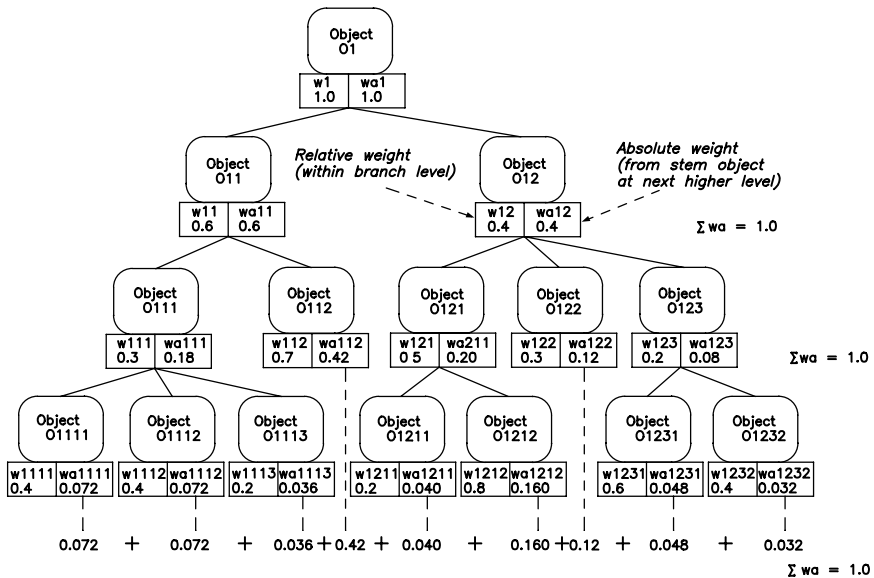 Object
O1
w1 wa1
1.0 1.0
Object
O11
Relative weight
(within branch level)
Object
O12
Absolute weight
(from stem object
at next higher level)
w11 wa11
0.6 0.6
w12 wa12
0.4 0.4
∑wa = 1.0
Object
O111
Object
O112
Object
O121
Object
O122
Object
O123
w111 wa111
0.3 0.18
w112 wa112
0.7 0.42
w121 wa211
0 5 0.20
w122 wa122
0.3 0.12
w123 wa123
0.2 0.08
∑wa = 1.0
Object
O1111
Object
O1112
Object
O1113
Object
O1211
Object
O1212
Object
O1231
Object
O1232
w1111 wa1111
0.4 0.072
w1112 wa1112
0.4 0.072
w1113 wa1113
0.2 0.036
w1211 wa1211
0.2 0.040
w1212 wa1212
0.8 0.160
w1231 wa1231
0.6 0.048
w1232 wa1232
0.4 0.032
0.072 + 0.072 + 0.036 + 0.42 + 0.040 + 0.160 + 0.12 + 0.048 + 0.032
∑wa = 1.0